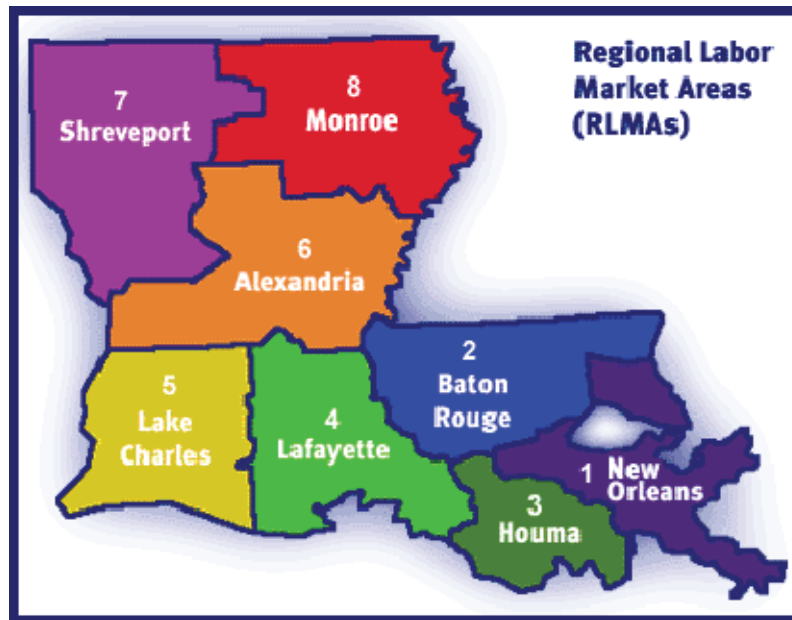 Regional Labor
Market Areas
(RLMAs)
7
Shreveport
8
Monroe
6
Alexandria
2
Baton
Rouge
5
Lake
Charles
4
Lafayette
1 New
Orleans
3
Houma